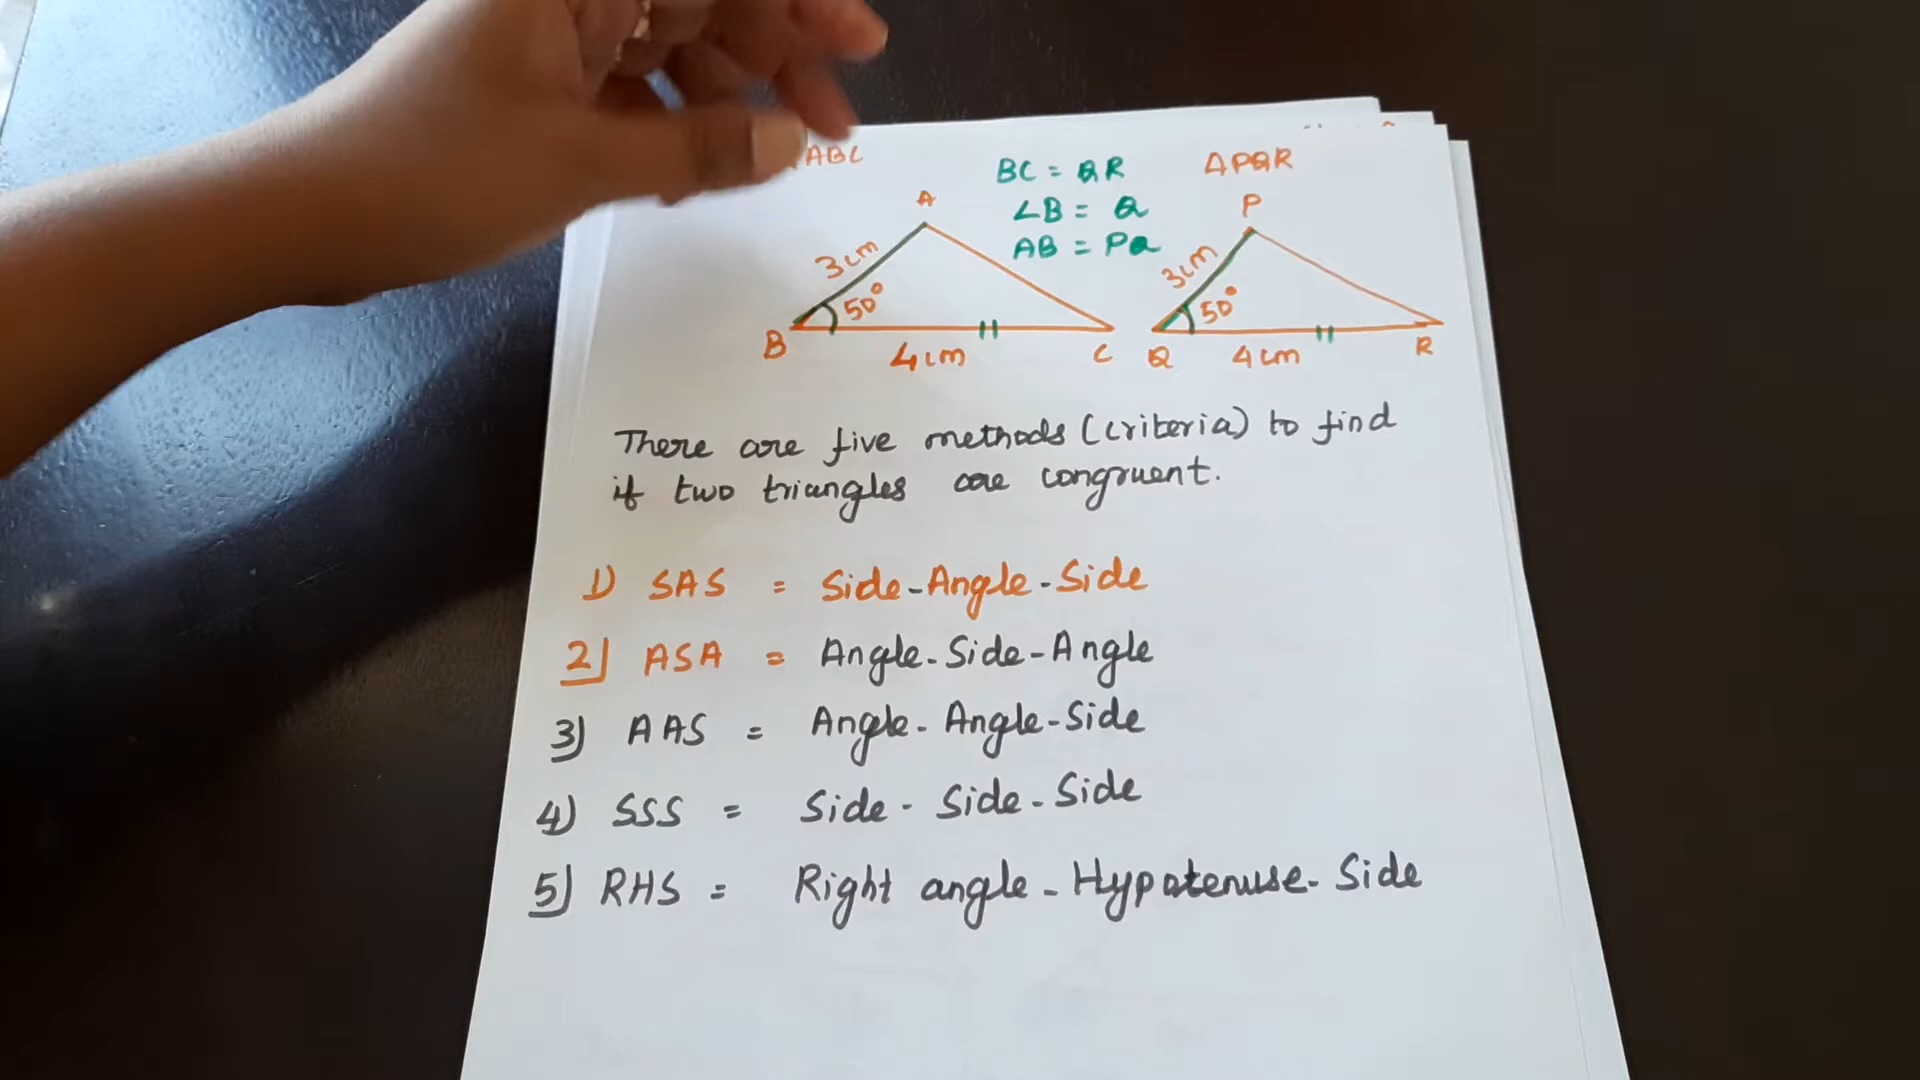 ABC
BC = QR
△PQR
∠B = Q
AB = PQ
A
3cm
50°
B
4cm
C
P
3cm
50°
Q
4cm
R
There are five methods (criteria) to find
if two triangles are congruent.
1) SAS = Side-Angle-Side
2) ASA = Angle-Side-Angle
3) AAS = Angle-Angle-Side
4) SSS = Side-Side-Side
5) RHS = Right angle-Hypotenuse-Side